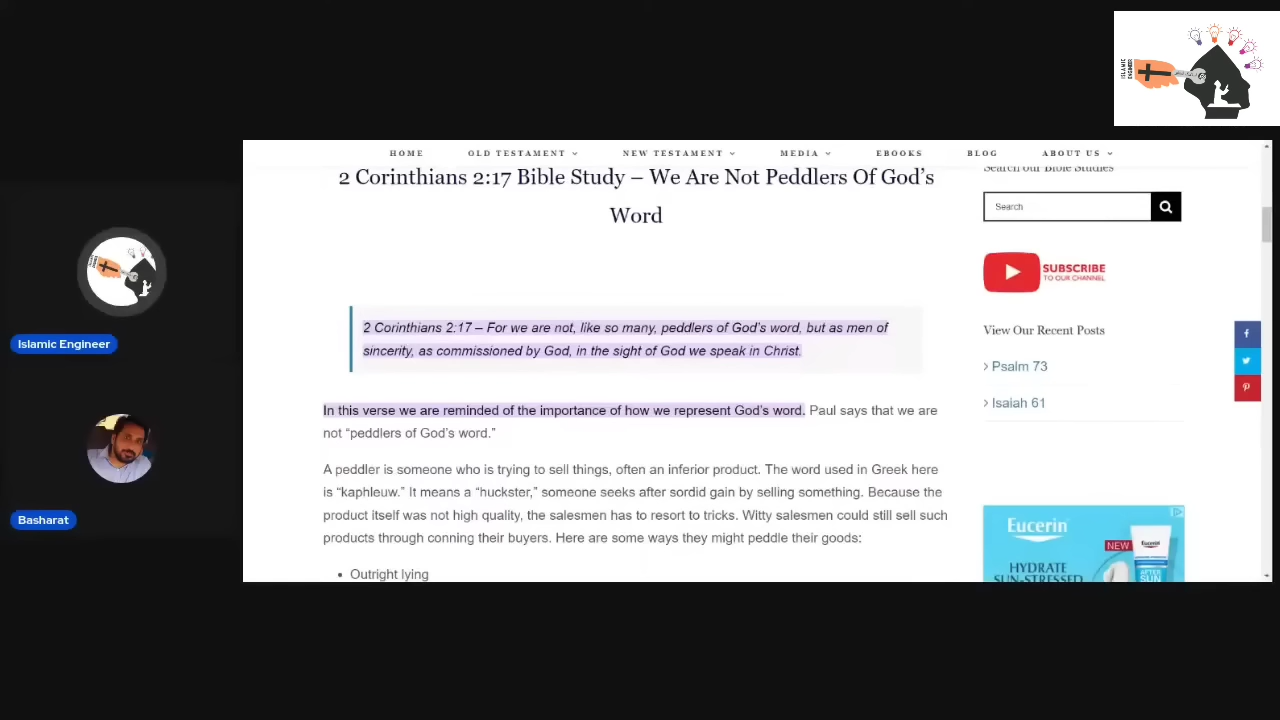 ISLAMIC
ENGINEER
HOME OLD TESTAMENT NEW TESTAMENT MEDIA EBOOKS BLOG ABOUT US
2 Corinthians 2:17 Bible Study – We Are Not Peddlers Of God’s
Word
2 Corinthians 2:17 – For we are not, like so many, peddlers of God’s word, but as men of
sincerity, as commissioned by God, in the sight of God we speak in Christ.
In this verse we are reminded of the importance of how we represent God’s word. Paul says that we are
not “peddlers of God’s word.”
A peddler is someone who is trying to sell things, often an inferior product. The word used in Greek here
is “kaphleuw.” It means a “huckster,” someone seeks after sordid gain by selling something. Because the
product itself was not high quality, the salesmen has to resort to tricks. Witty salesmen could still sell such
products through conning their buyers. Here are some ways they might peddle their goods:
• Outright lying
Search our Bible Studies
Search
SUBSCRIBE
TO OUR CHANNEL
View Our Recent Posts
Psalm 73
Isaiah 61
Eucerin
NEW
HYDRATE
SUN-STRESSED
Eucerin
AFTER
SUN
Islamic Engineer
Basharat